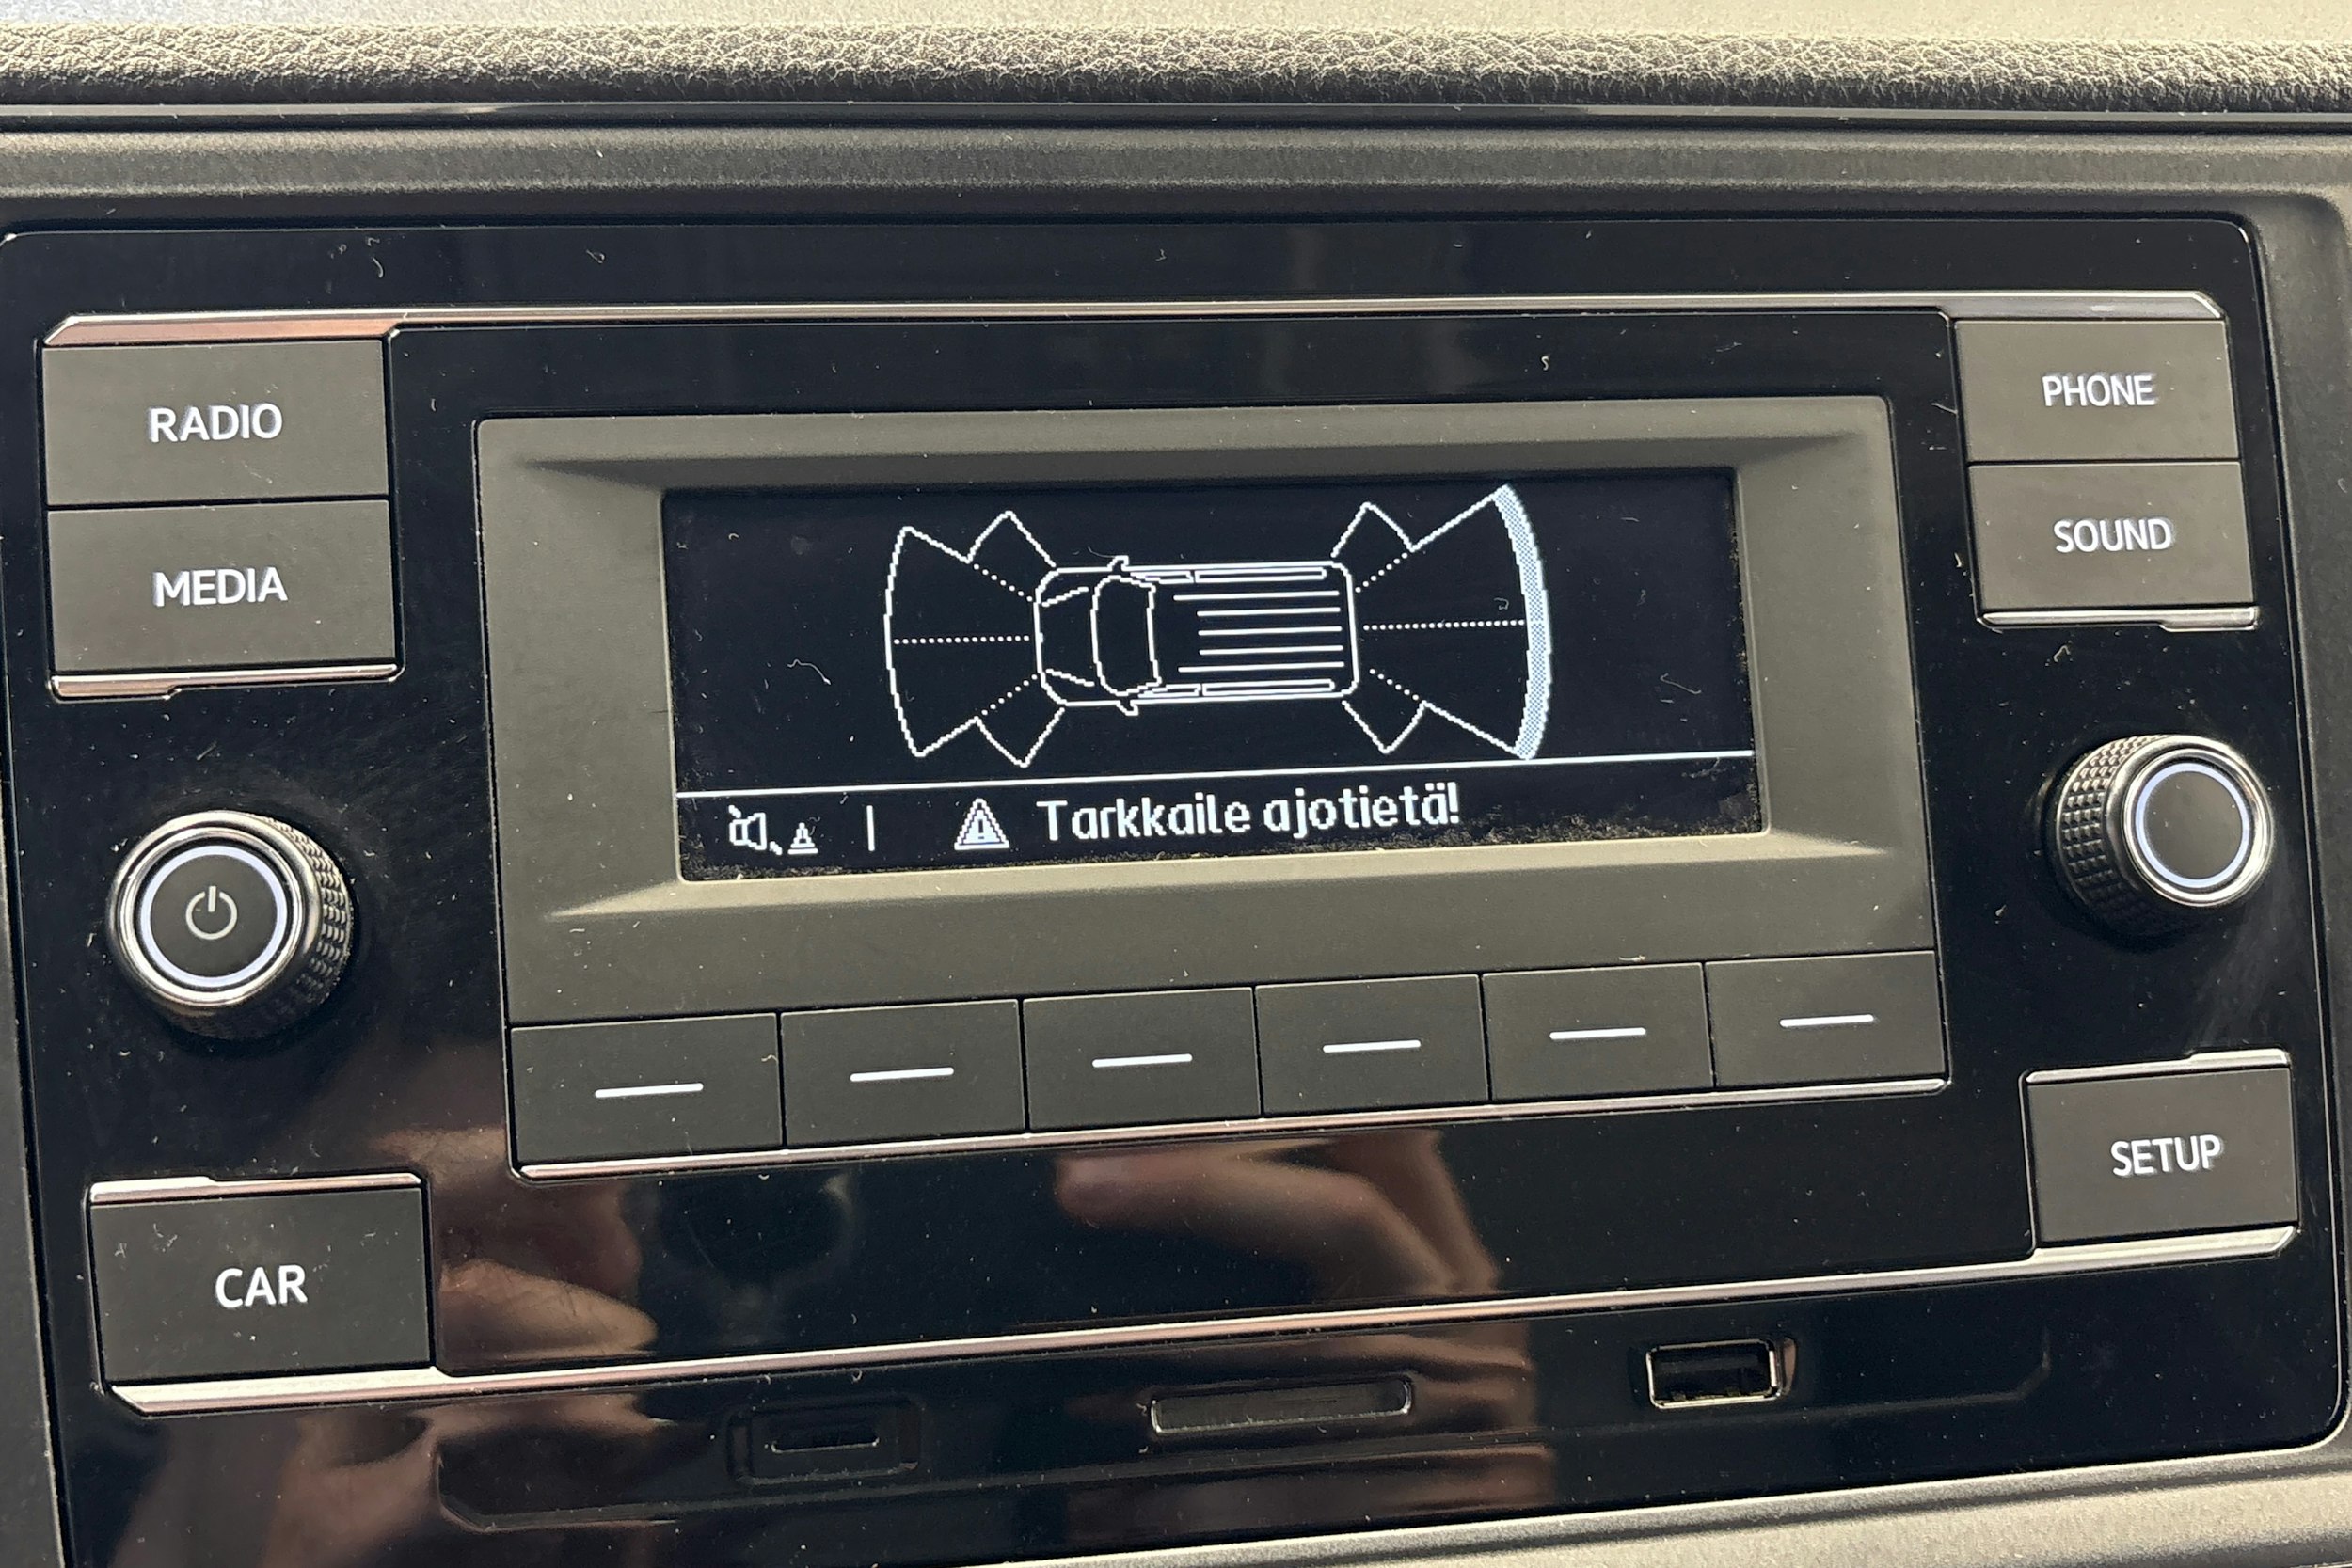 RADIO
MEDIA
PHONE
SOUND
Tarkkaile ajotietä!
CAR
SETUP